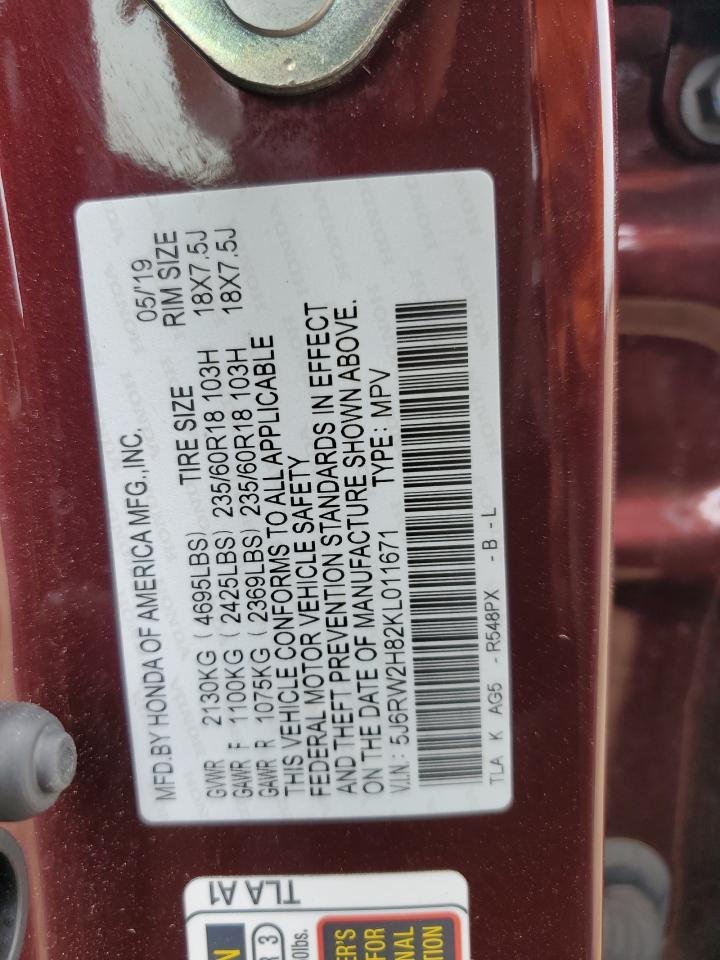 MFD.BY HONDA OF AMERICA MFG.,INC. 05/'19
TIRE SIZE RIM SIZE
GVWR 2130KG ( 4695LBS)
GAWR F 1100KG ( 2425LBS) 235/60R18 103H 18X7.5J
GAWR R 1075KG ( 2369LBS) 235/60R18 103H 18X7.5J
THIS VEHICLE CONFORMS TO ALL APPLICABLE
FEDERAL MOTOR VEHICLE SAFETY
AND THEFT PREVENTION STANDARDS IN EFFECT
ON THE DATE OF MANUFACTURE SHOWN ABOVE.
V.I.N: 5J6RW2H82KL011671 TYPE: MPV
TLA K AG5 - R548PX - B - L
TLA A1